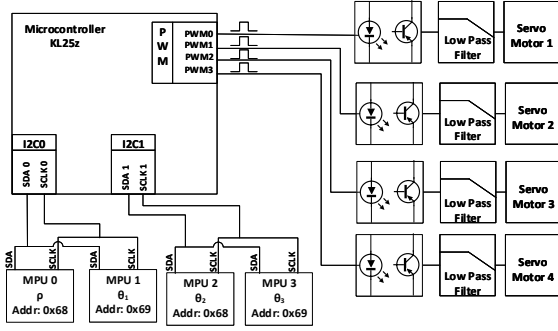 Microcontroller
KL25z
P
W
M
PWM0
PWM1
PWM2
PWM3
I2C0
I2C1
SDA 0
SCLK 0
SDA 1
SCLK 1
SDA
SCLK
SDA
SCLK
SDA
SCLK
SDA
SCLK
MPU 0
ρ
Addr: 0x68
MPU 1
θ₁
Addr: 0x69
MPU 2
θ₂
Addr: 0x68
MPU 3
θ₃
Addr: 0x69
Low Pass
Filter
Servo
Motor 1
Low Pass
Filter
Servo
Motor 2
Low Pass
Filter
Servo
Motor 3
Low Pass
Filter
Servo
Motor 4